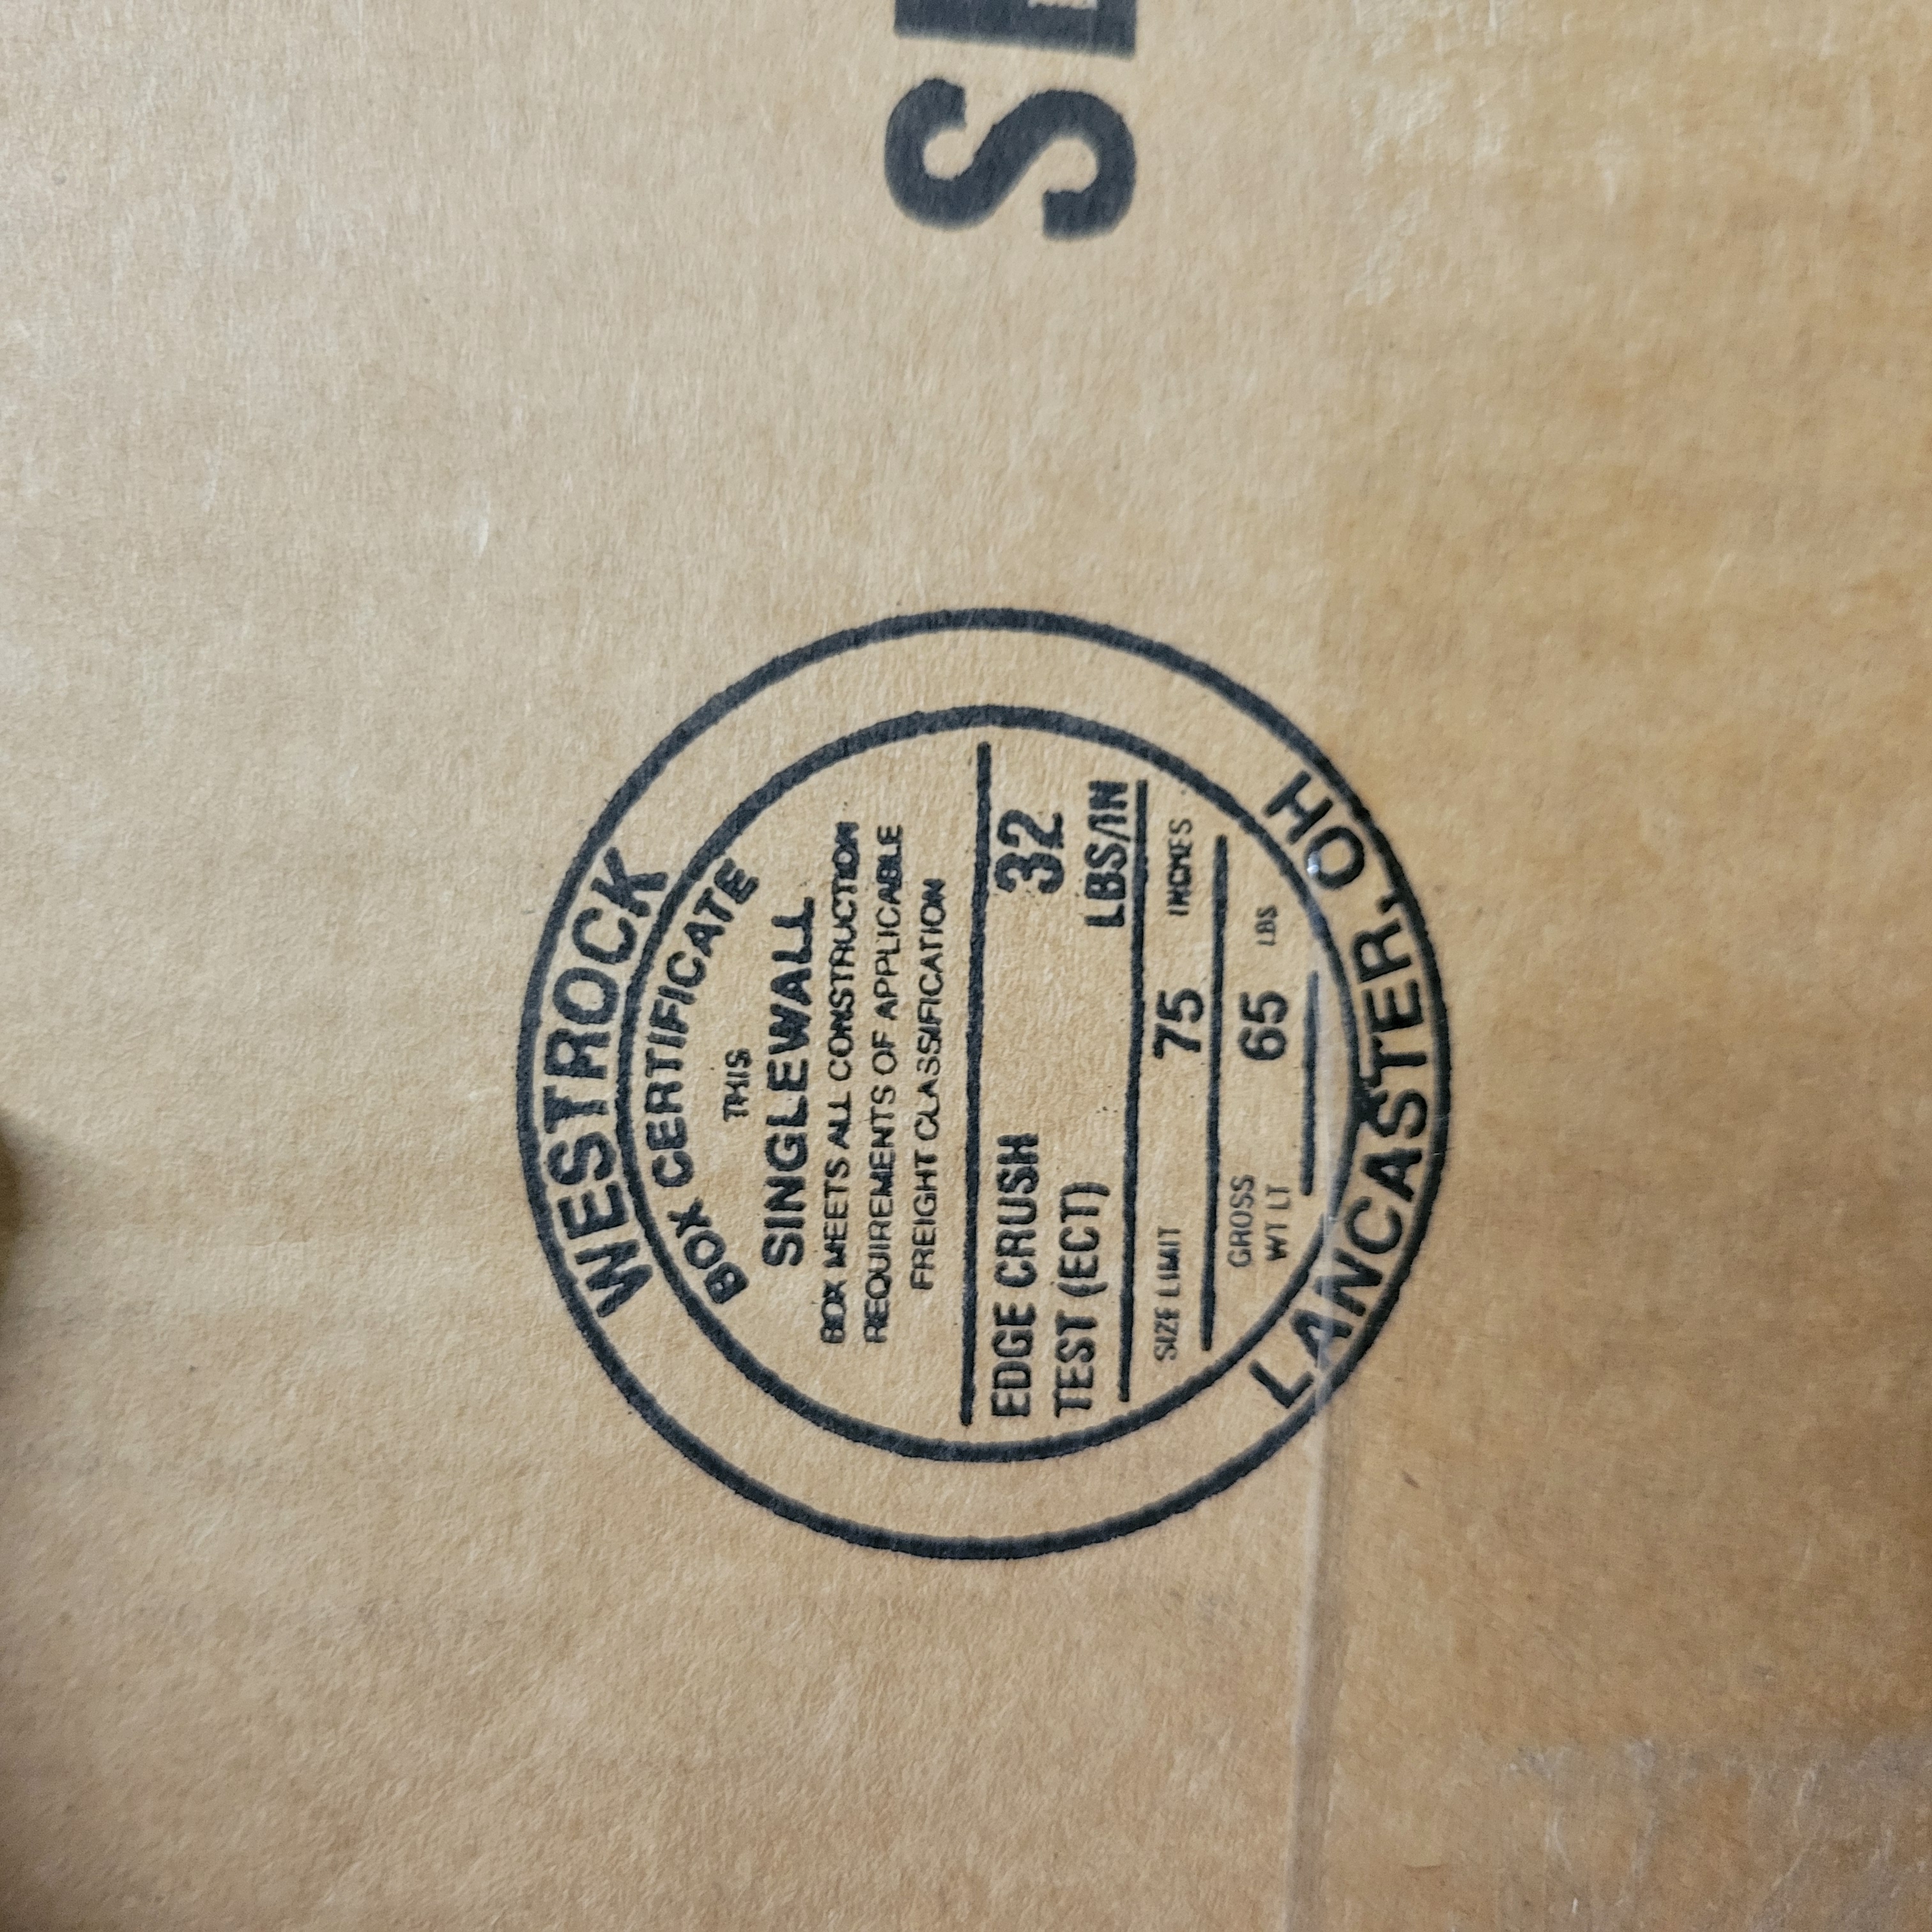 WESTROCK
BOX CERTIFICATE
THIS
SINGLEWALL
BOX MEETS ALL CONSTRUCTION
REQUIREMENTS OF APPLICABLE
FREIGHT CLASSIFICATION
EDGE CRUSH 32
TEST (ECT) LBS/IN
SIZE LIMIT 75 INCHES
GROSS
WT LT 65 LBS
LANCASTER, OH